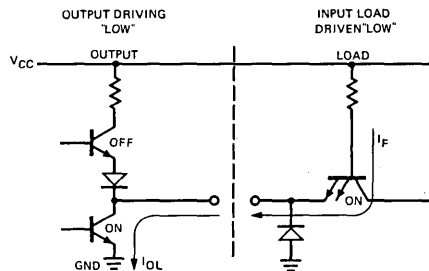 OUTPUT DRIVING
"LOW"
INPUT LOAD
DRIVEN "LOW"
OUTPUT
LOAD
VCC
OFF
ON
GND
IOL
IF
ON